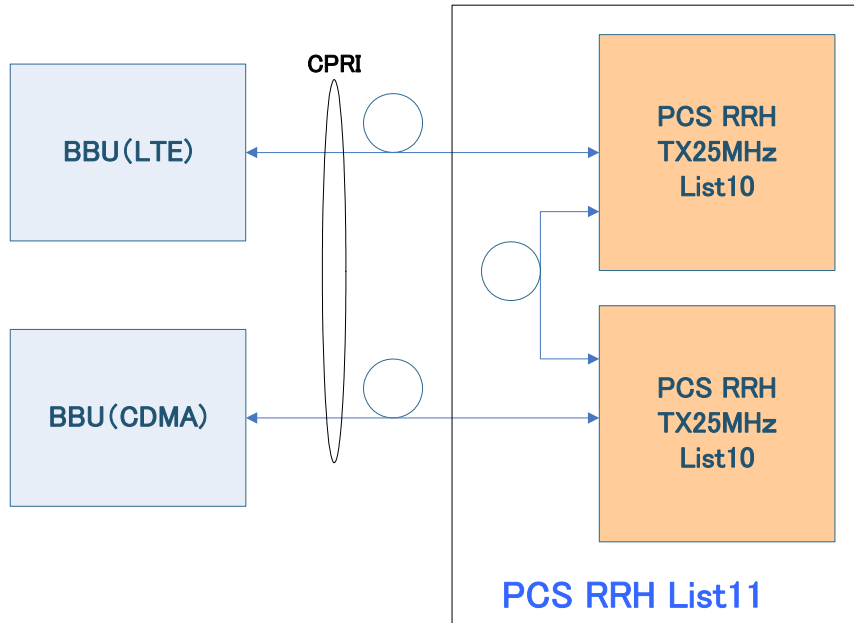 CPRI
BBU(LTE)
PCS RRH
TX25MHz
List10
BBU(CDMA)
PCS RRH
TX25MHz
List10
PCS RRH List11